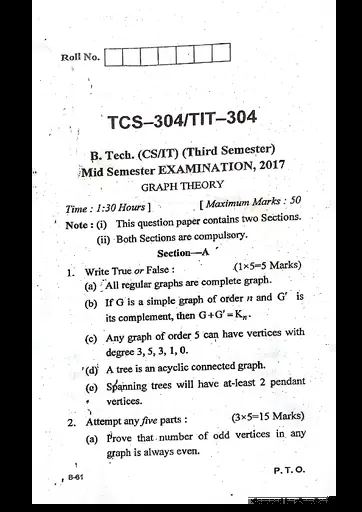 Roll No.
TCS–304/TIT–304
B. Tech. (CS/IT) (Third Semester)
Mid Semester EXAMINATION, 2017
GRAPH THEORY
Time : 1:30 Hours ] [ Maximum Marks : 50
Note : (i) This question paper contains two Sections.
(ii) Both Sections are compulsory.
Section—A
1. Write True or False : (1×5=5 Marks)
(a) All regular graphs are complete graph.
(b) If G is a simple graph of order n and G' is
its complement, then G+G'=Kn.
(c) Any graph of order 5 can have vertices with
degree 3, 5, 3, 1, 0.
(d) A tree is an acyclic connected graph.
(e) Spanning trees will have at-least 2 pendant
vertices.
2. Attempt any five parts : (3×5=15 Marks)
(a) Prove that number of odd vertices in any
graph is always even.
B-61 P. T. O.